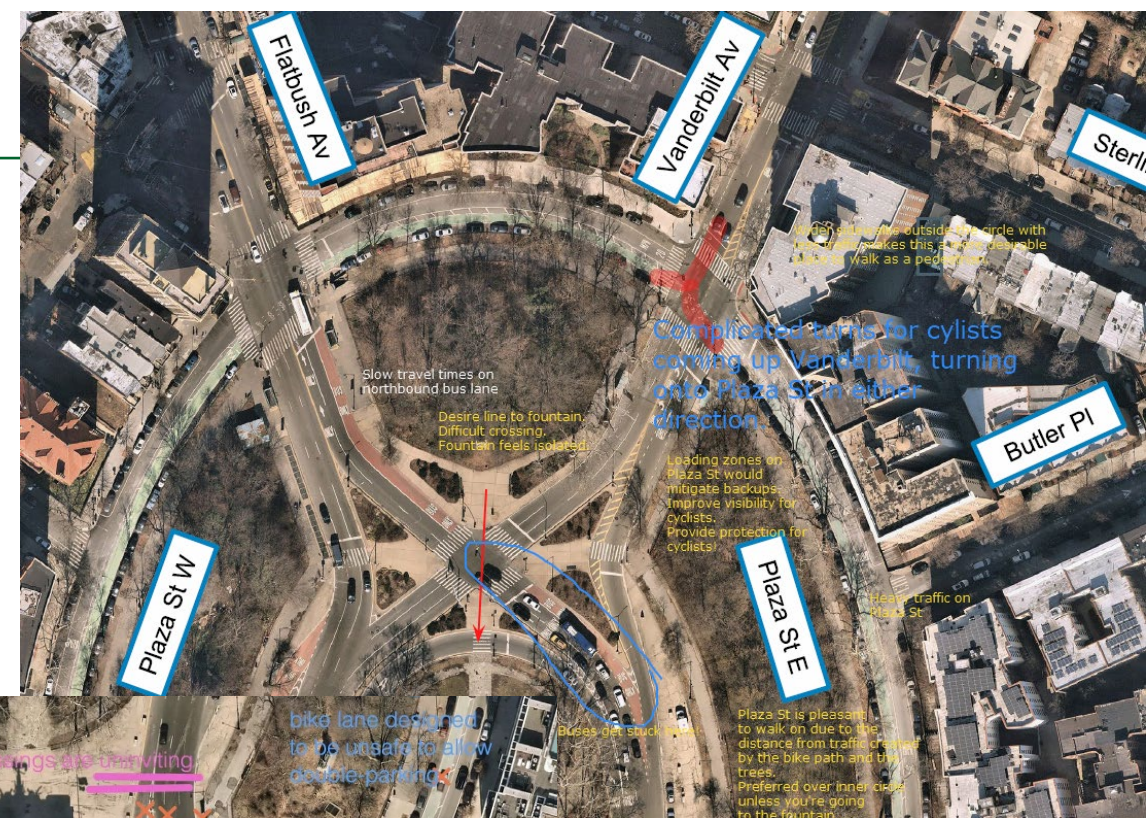 Flatbush Av
Vanderbilt Av
Sterli
Wider sidewalks outside the circle with
less traffic makes this a more desirable
place to walk as a pedestrian.
Complicated turns for cylists
coming up Vanderbilt, turning
onto Plaza St in either
direction.
Slow travel times on
northbound bus lane
Desire line to fountain.
Difficult crossing.
Fountain feels isolated.
Butler Pl
Loading zones on
Plaza St would
mitigate backups.
Improve visibility for
cyclists.
Provide protection for
cyclists!
Plaza St W
Plaza St E
Heavy traffic on
Plaza St
bike lane designed
to be unsafe to allow
double parking
Buses get stuck here!
sings are uninviting
Plaza St is pleasant
to walk on due to the
distance from traffic created
by the bike path and the
trees.
Preferred over inner circle
unless you're going
to the fountain